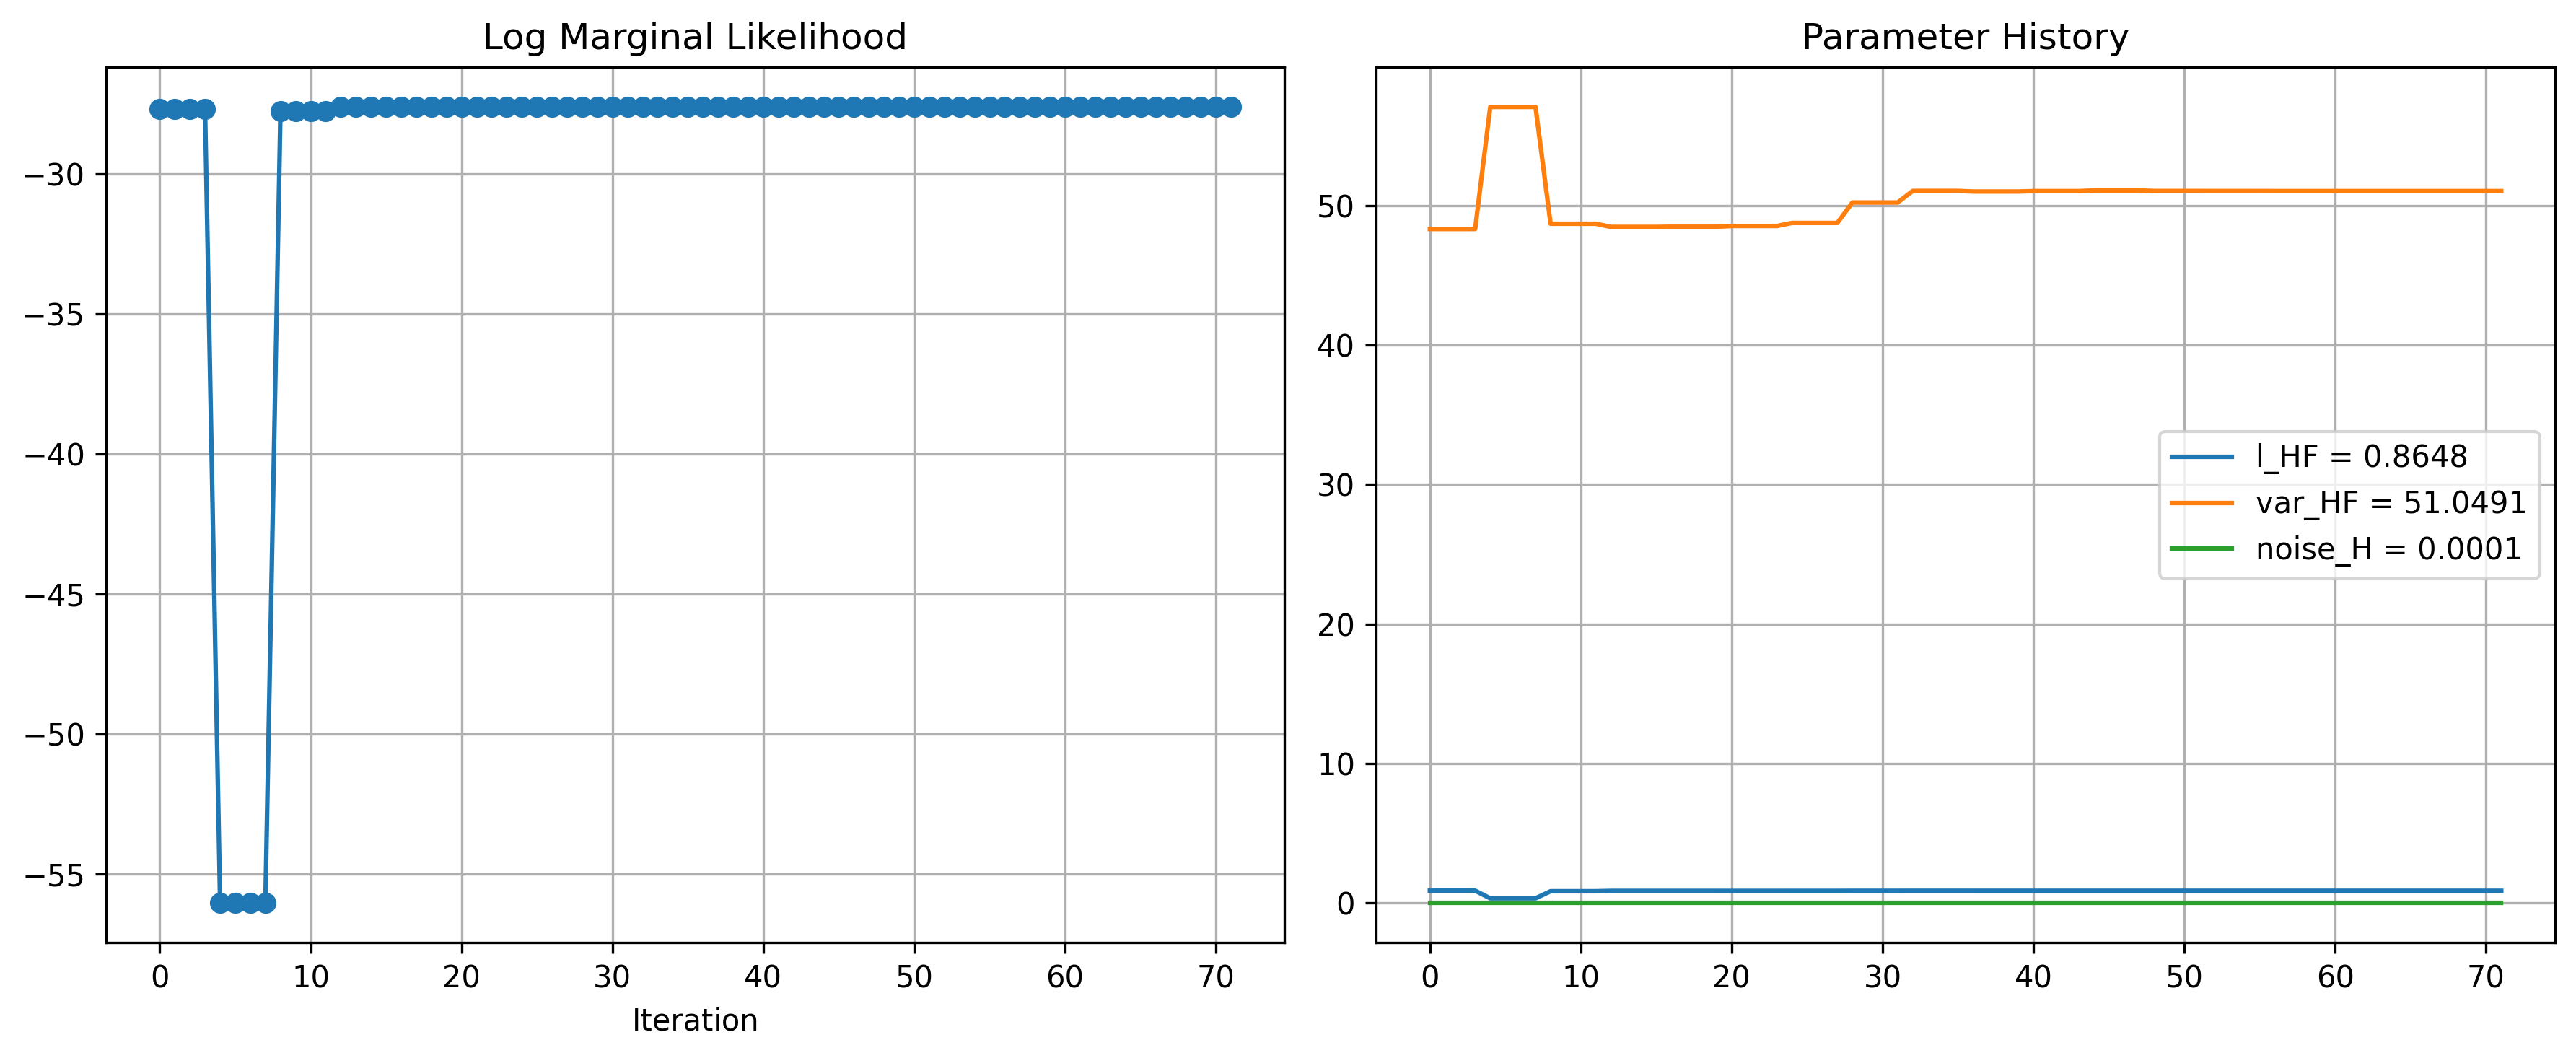 Log Marginal Likelihood
−30
−35
−40
−45
−50
−55
0 10 20 30 40 50 60 70
Iteration
Parameter History
50
40
30
20
10
0
l_HF = 0.8648
var_HF = 51.0491
noise_H = 0.0001
0 10 20 30 40 50 60 70